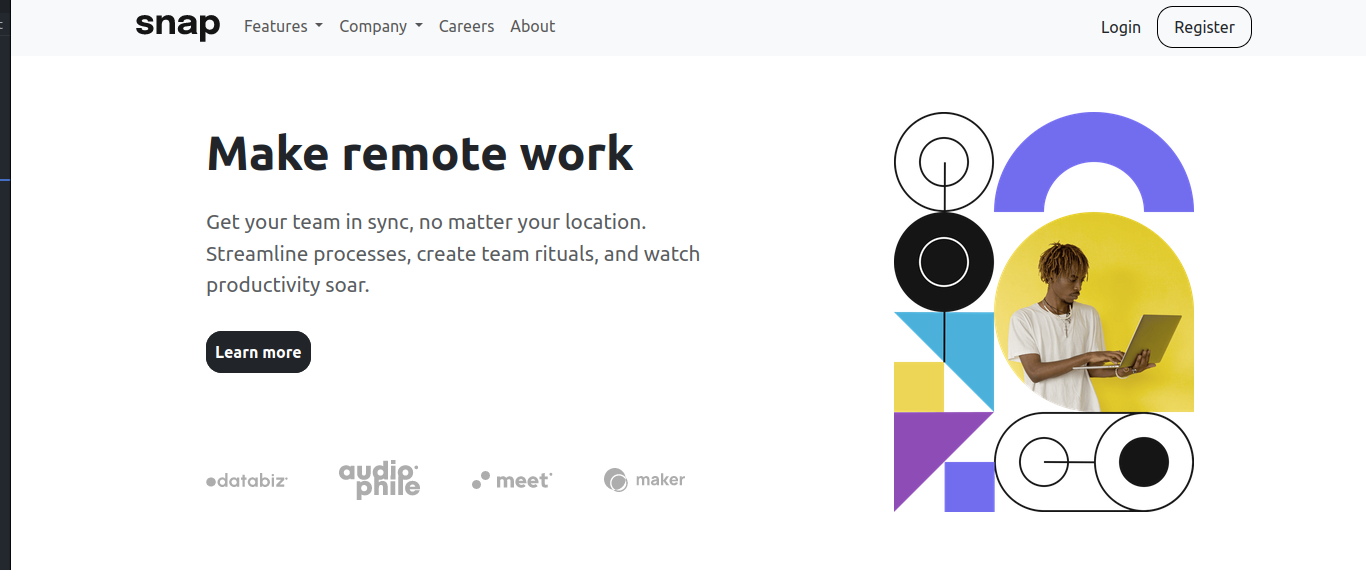 snap Features Company Careers About Login Register
Make remote work
Get your team in sync, no matter your location.
Streamline processes, create team rituals, and watch
productivity soar.
Learn more
databiz audiophile meet maker